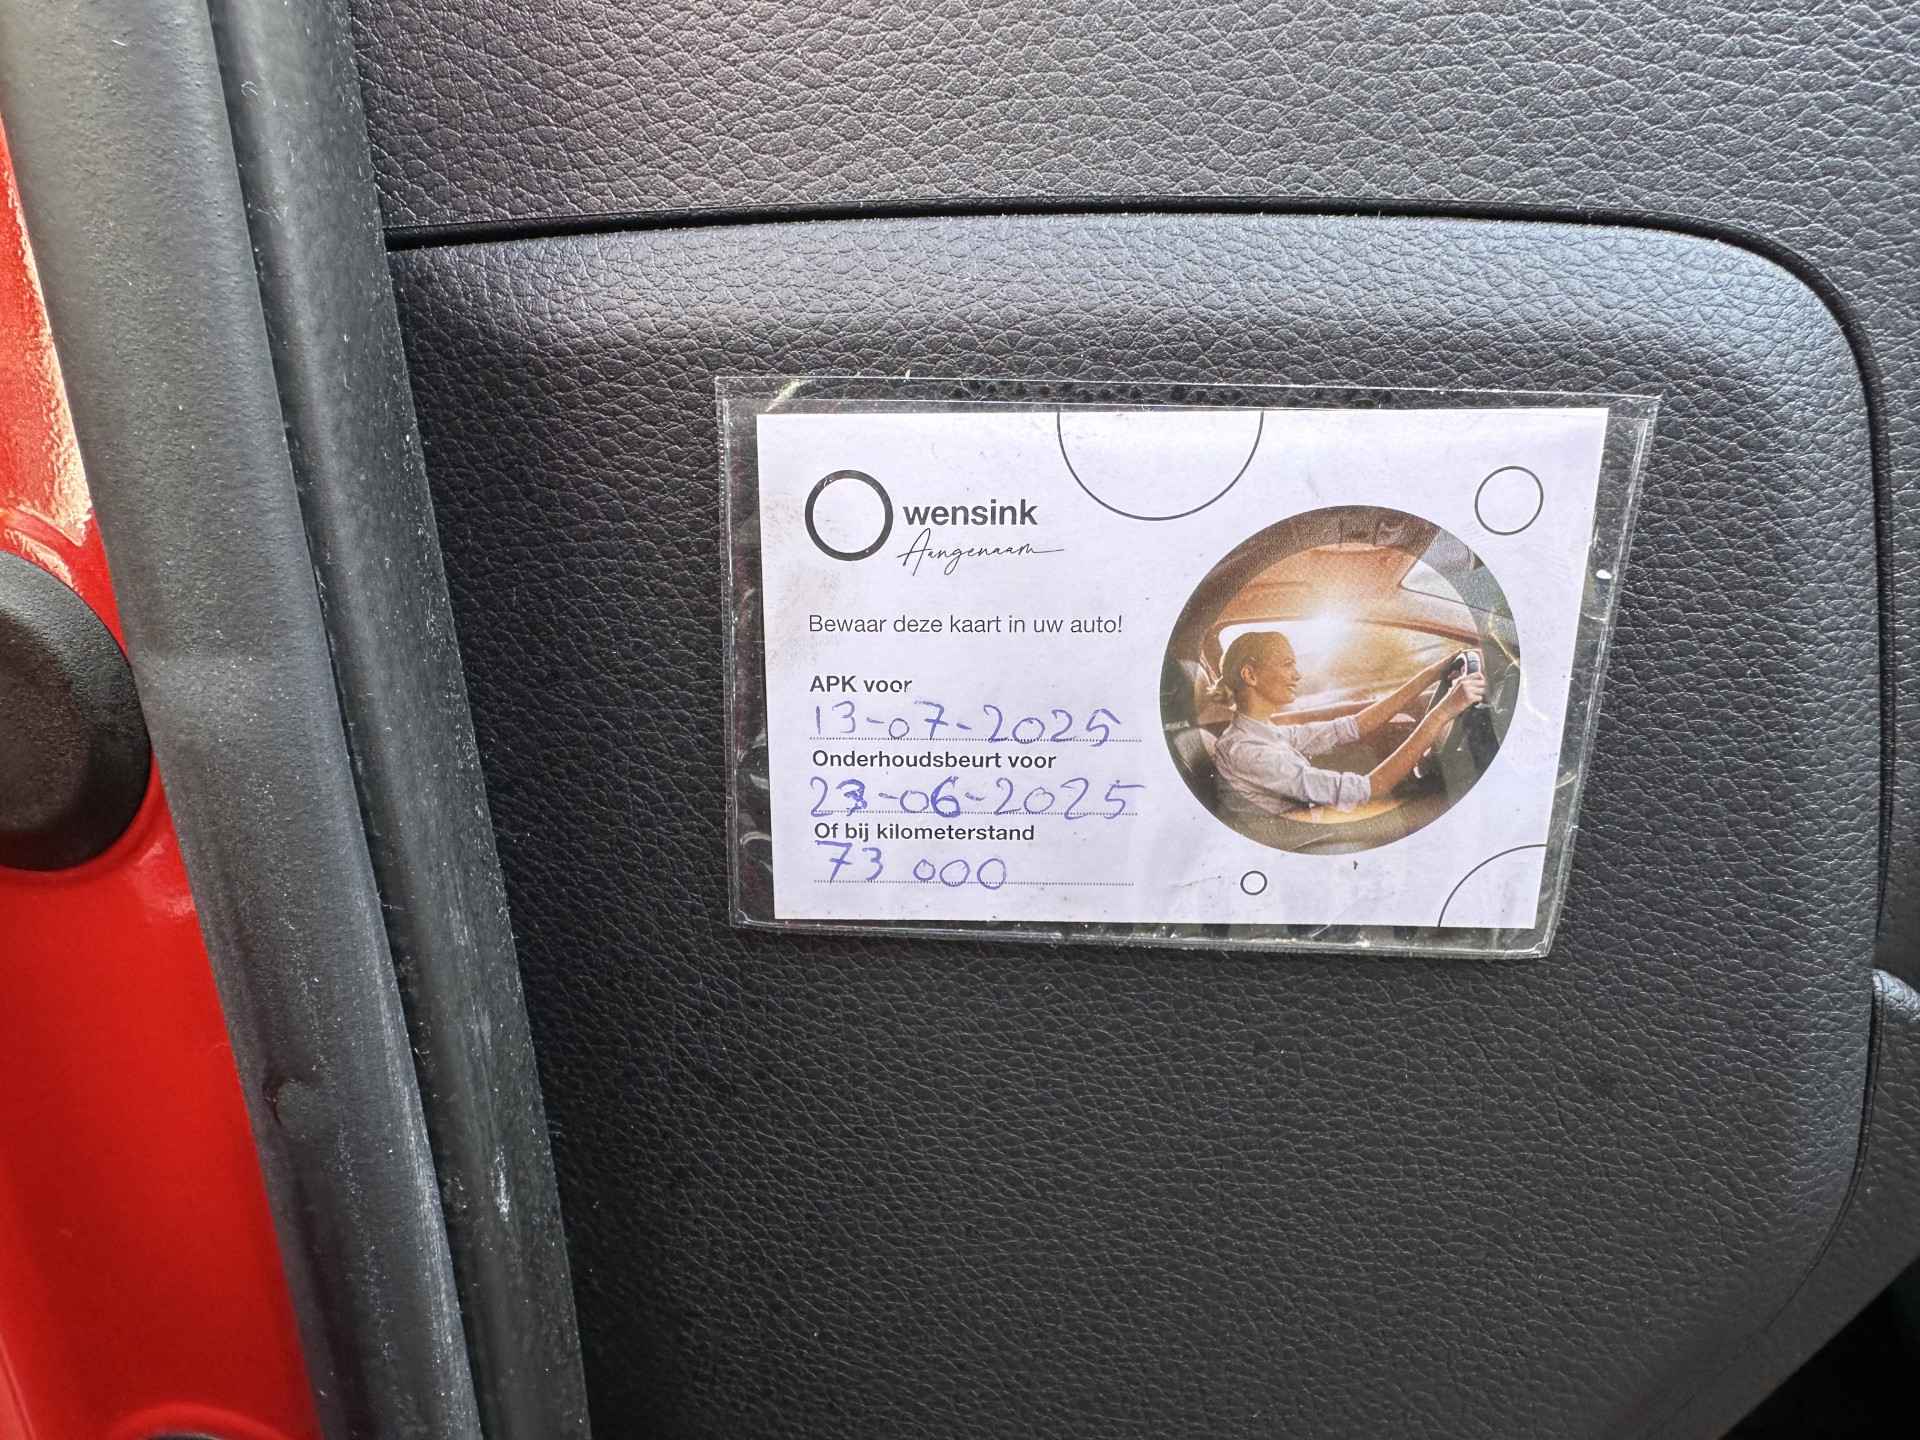 wensink
Aangenaam
Bewaar deze kaart in uw auto!
APK voor
13-07-2025
Onderhoudsbeurt voor
23-06-2025
Of bij kilometerstand
73 000